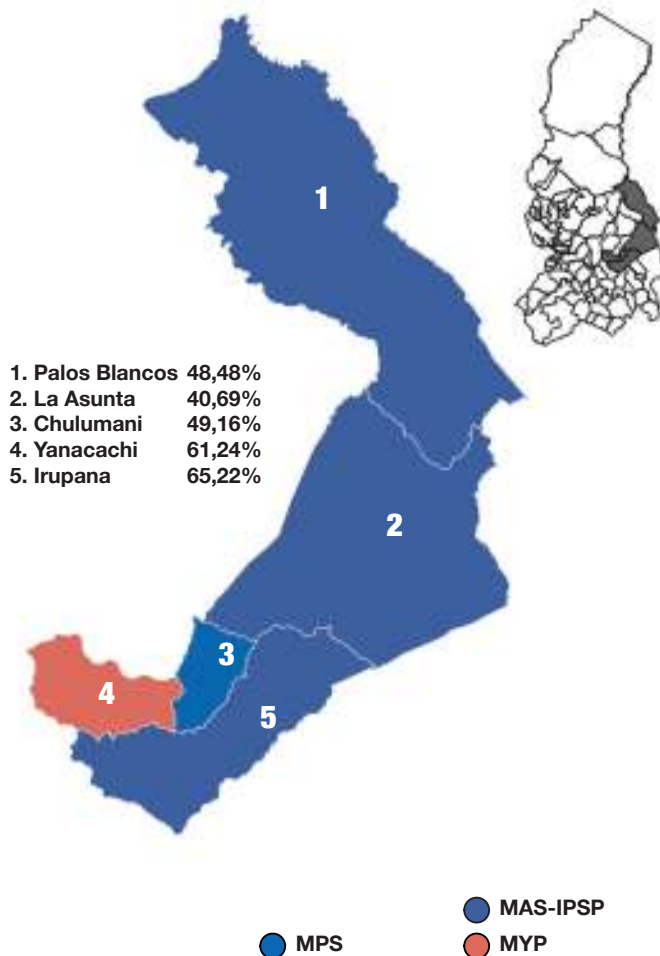 1
1. Palos Blancos 48,48%
2. La Asunta 40,69%
3. Chulumani 49,16%
4. Yanacachi 61,24%
5. Irupana 65,22%
2
3
4
5
MAS-IPSP
MPS
MYP